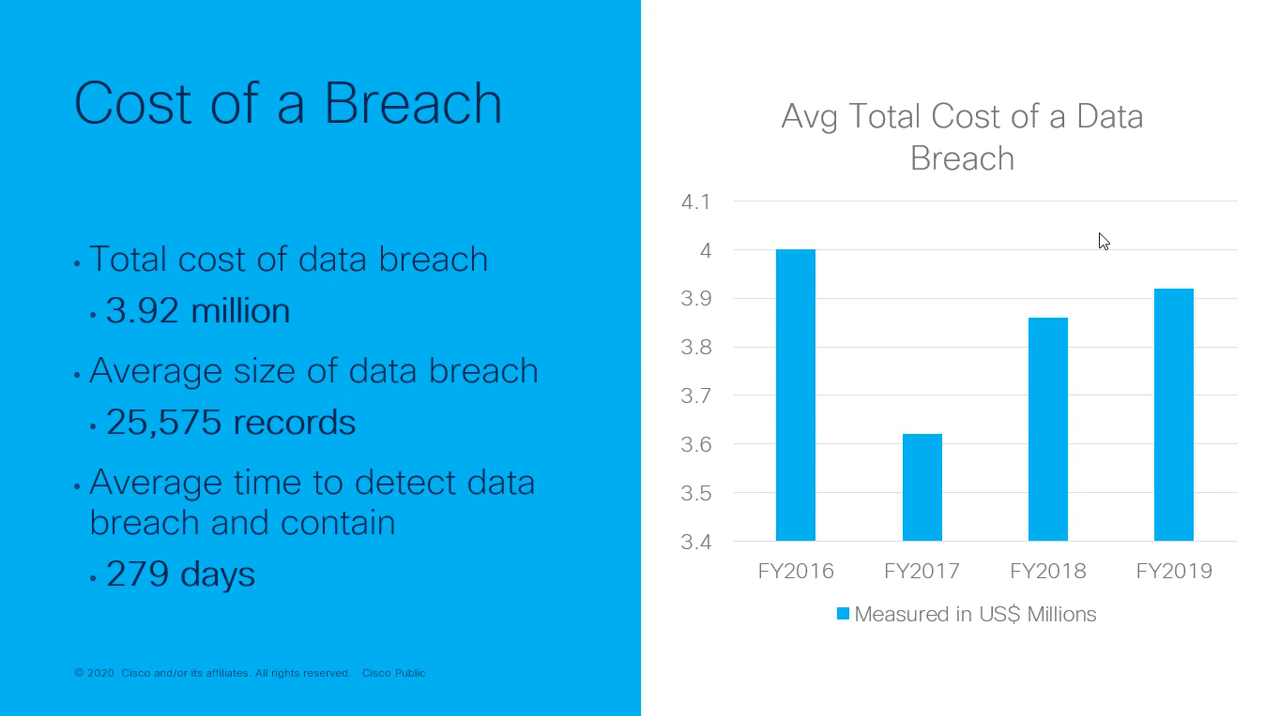 Cost of a Breach
• Total cost of data breach
• 3.92 million
• Average size of data breach
• 25,575 records
• Average time to detect data
breach and contain
• 279 days
© 2020 Cisco and/or its affiliates. All rights reserved. Cisco Public
Avg Total Cost of a Data
Breach
4.1
4
3.9
3.8
3.7
3.6
3.5
3.4
FY2016 FY2017 FY2018 FY2019
Measured in US$ Millions